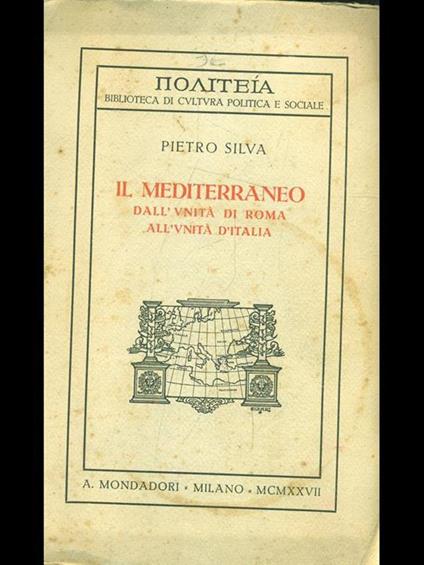 ΠΟΛΙΤΕΊΑ
BIBLIOTECA DI CVLTVRA POLITICA E SOCIALE
PIETRO SILVA
IL MEDITERRANEO
DALL'VNITÀ DI ROMA
ALL'VNITÀ D'ITALIA
A. MONDADORI • MILANO • MCMXXVII